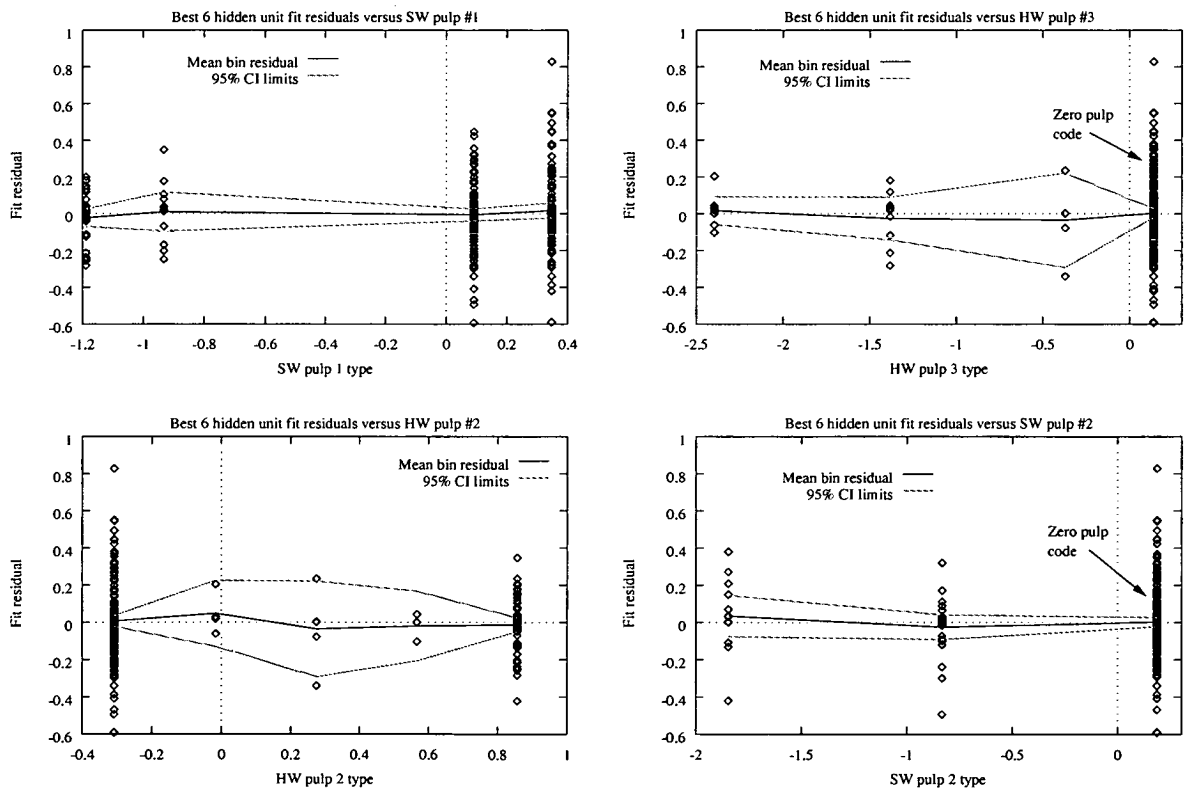 Best 6 hidden unit fit residuals versus SW pulp #1
1
0.8
0.6
0.4
0.2
0
-0.2
-0.4
-0.6
Fit residual
Mean bin residual
95% CI limits
-1.2 -1 -0.8 -0.6 -0.4 -0.2 0 0.2 0.4
SW pulp 1 type
Best 6 hidden unit fit residuals versus HW pulp #3
1
0.8
0.6
0.4
0.2
0
-0.2
-0.4
-0.6
Fit residual
Mean bin residual
95% CI limits
Zero pulp
code
-2.5 -2 -1.5 -1 -0.5 0
HW pulp 3 type
Best 6 hidden unit fit residuals versus HW pulp #2
1
0.8
0.6
0.4
0.2
0
-0.2
-0.4
-0.6
Fit residual
Mean bin residual
95% CI limits
-0.4 -0.2 0 0.2 0.4 0.6 0.8 1
HW pulp 2 type
Best 6 hidden unit fit residuals versus SW pulp #2
1
0.8
0.6
0.4
0.2
0
-0.2
-0.4
-0.6
Fit residual
Mean bin residual
95% CI limits
Zero pulp
code
-2 -1.5 -1 -0.5 0
SW pulp 2 type